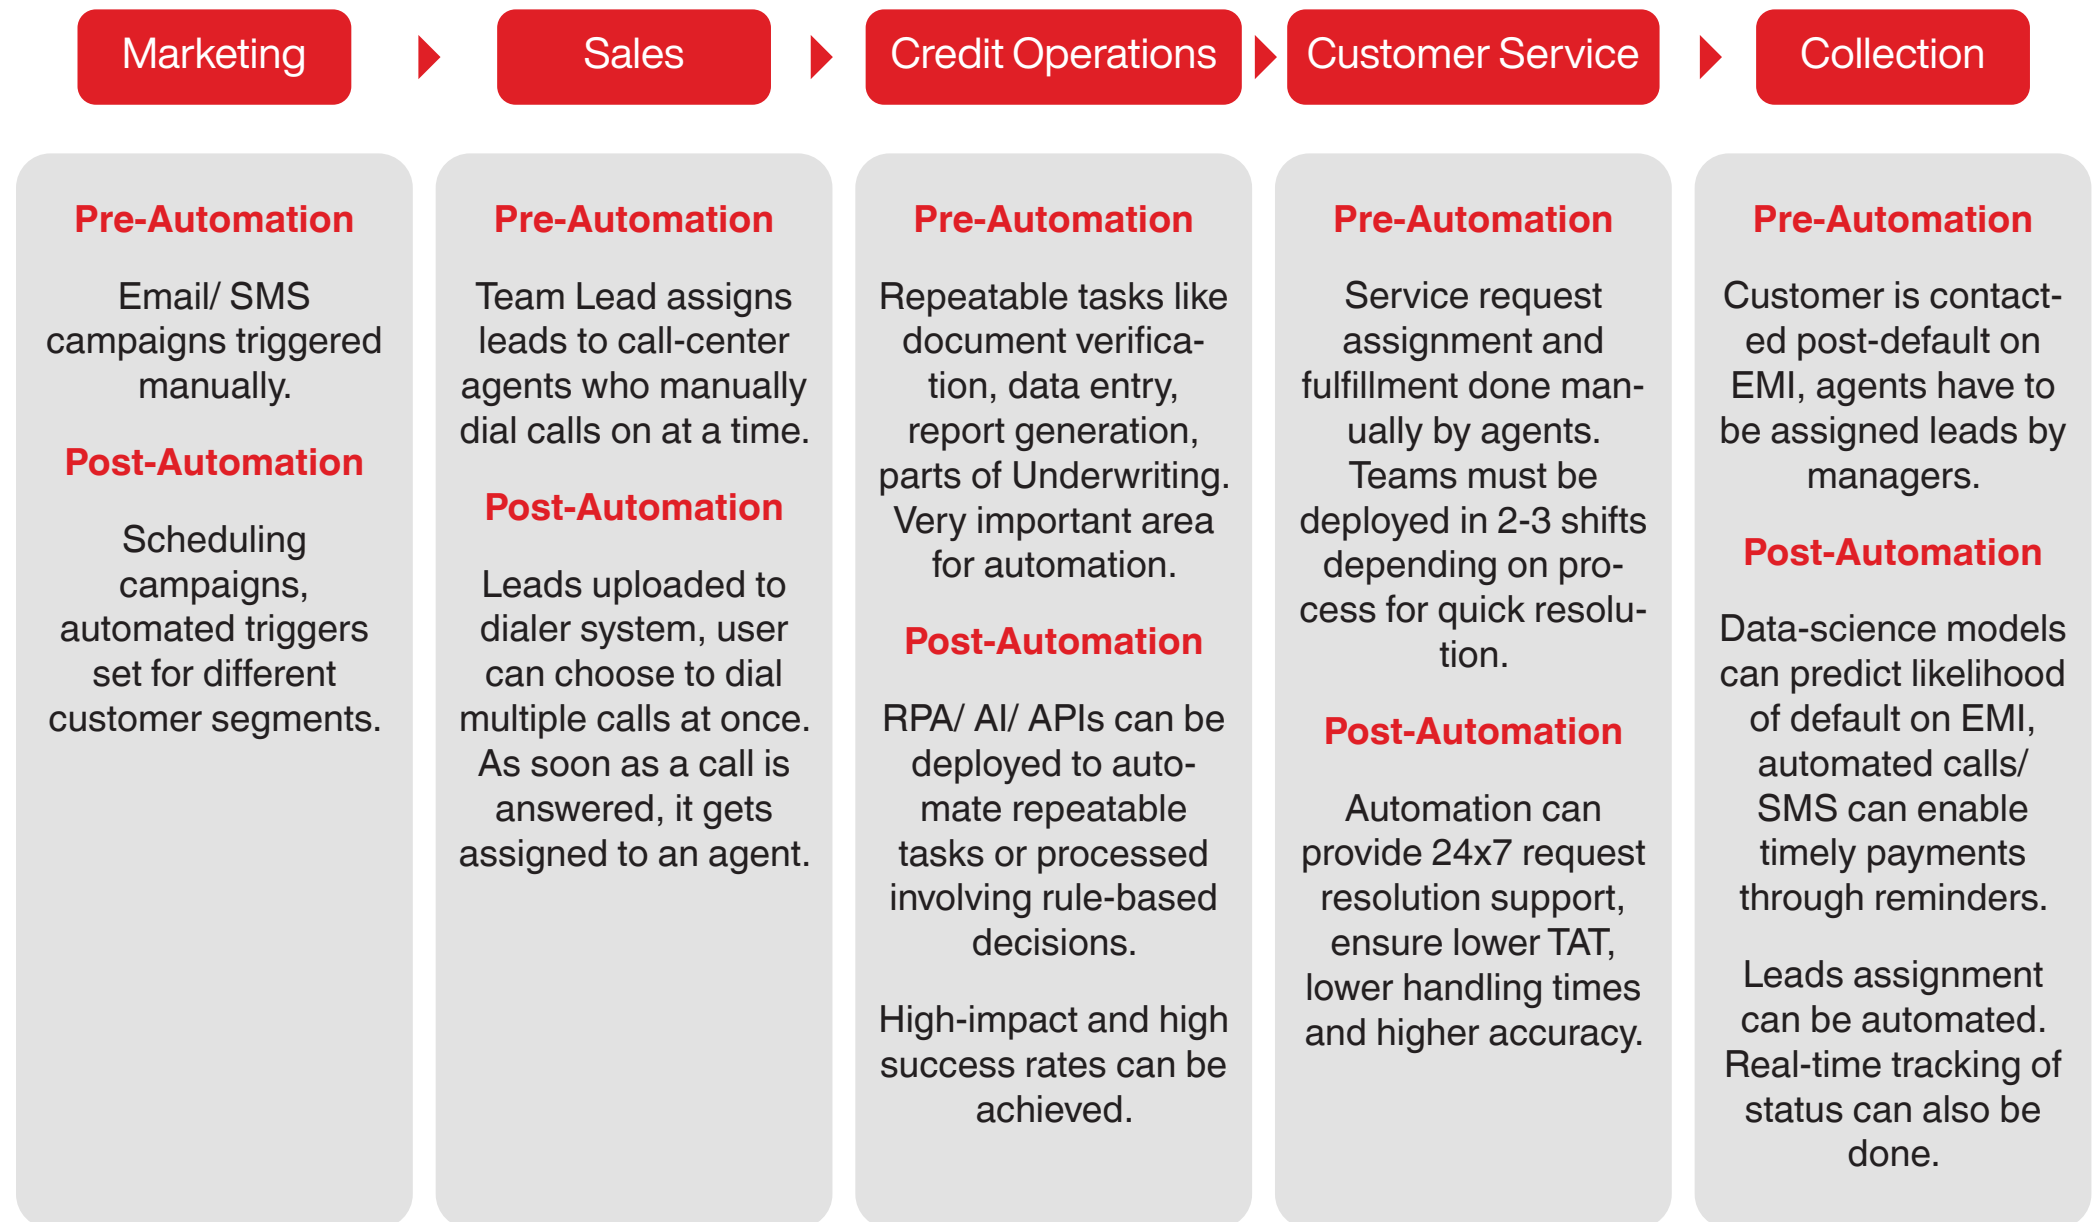 Marketing
Sales
Credit Operations
Customer Service
Collection
Pre-Automation
Email/ SMS
campaigns triggered
manually.
Post-Automation
Scheduling
campaigns,
automated triggers
set for different
customer segments.
Pre-Automation
Team Lead assigns
leads to call-center
agents who manually
dial calls on at a time.
Post-Automation
Leads uploaded to
dialer system, user
can choose to dial
multiple calls at once.
As soon as a call is
answered, it gets
assigned to an agent.
Pre-Automation
Repeatable tasks like
document verifica-
tion, data entry,
report generation,
parts of Underwriting.
Very important area
for automation.
Post-Automation
RPA/ AI/ APIs can be
deployed to auto-
mate repeatable
tasks or processed
involving rule-based
decisions.
High-impact and high
success rates can be
achieved.
Pre-Automation
Service request
assignment and
fulfillment done man-
ually by agents.
Teams must be
deployed in 2-3 shifts
depending on pro-
cess for quick resolu-
tion.
Post-Automation
Automation can
provide 24x7 request
resolution support,
ensure lower TAT,
lower handling times
and higher accuracy.
Pre-Automation
Customer is contact-
ed post-default on
EMI, agents have to
be assigned leads by
managers.
Post-Automation
Data-science models
can predict likelihood
of default on EMI,
automated calls/
SMS can enable
timely payments
through reminders.
Leads assignment
can be automated.
Real-time tracking of
status can also be
done.